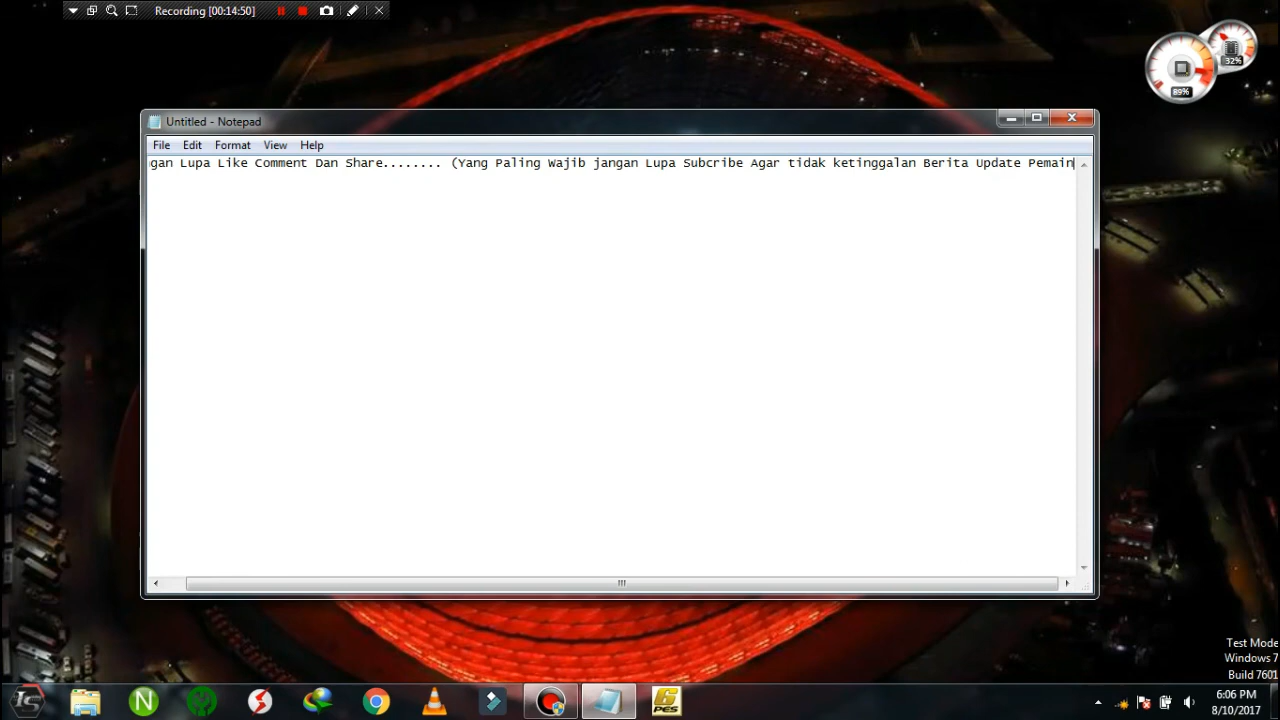 Recording [00:14:50]
89%
32%
Untitled - Notepad
File Edit Format View Help
gan Lupa Like Comment Dan Share........ (Yang Paling Wajib jangan Lupa Subcribe Agar tidak ketinggalan Berita Update Pemain
Test Mode
Windows 7
Build 7601
N
6
PES
6:06 PM
8/10/2017